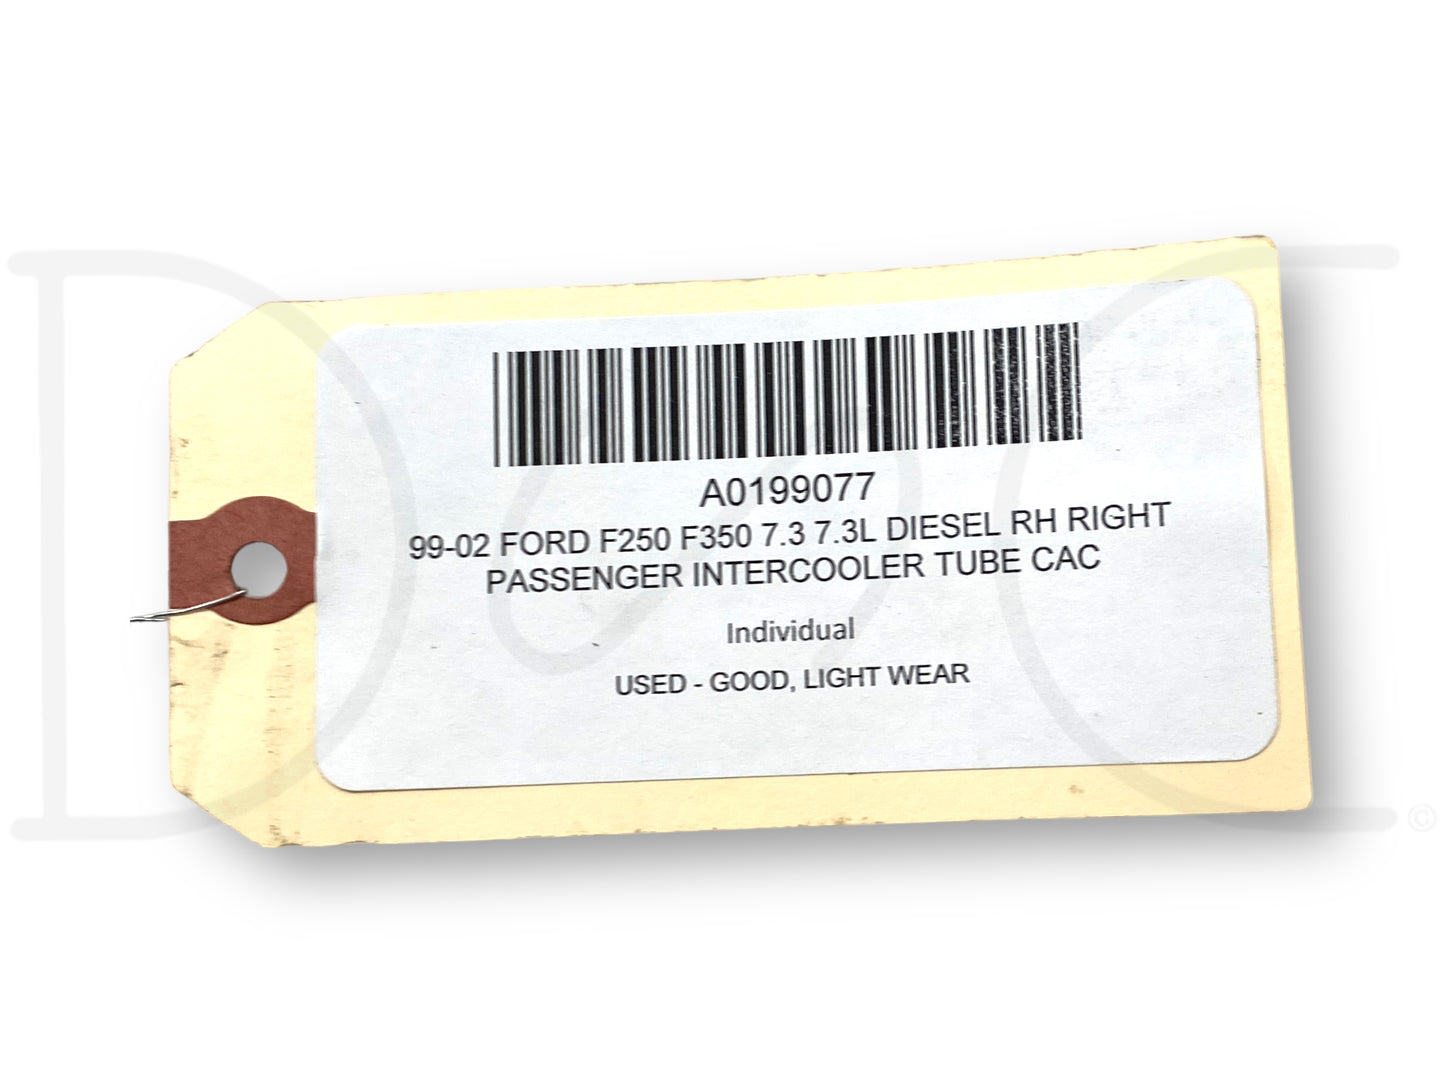 A0199077
99-02 FORD F250 F350 7.3 7.3L DIESEL RH RIGHT
PASSENGER INTERCOOLER TUBE CAC
Individual
USED - GOOD, LIGHT WEAR
©